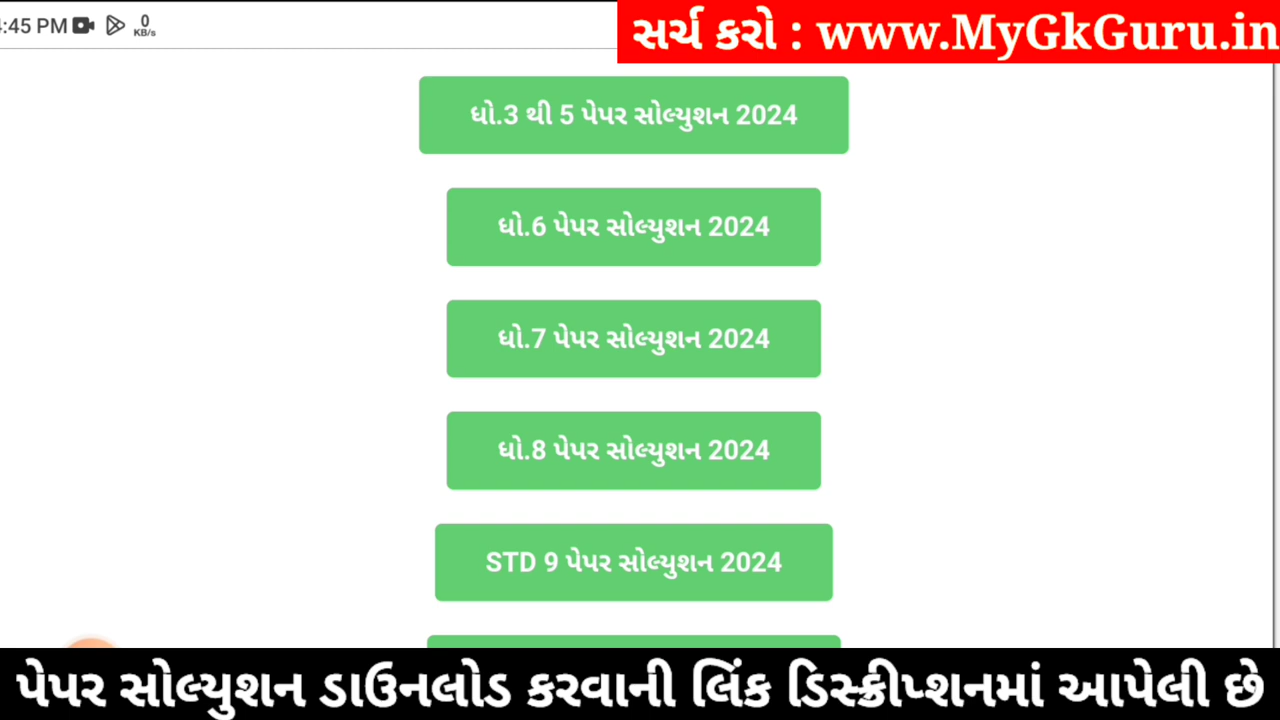 :45 PM 0 KB/s
સર્ચ કરો : www.MyGkGuru.in
ધો.3 થી 5 પેપર સોલ્યુશન 2024
ધો.6 પેપર સોલ્યુશન 2024
ધો.7 પેપર સોલ્યુશન 2024
ધો.8 પેપર સોલ્યુશન 2024
STD 9 પેપર સોલ્યુશન 2024
પેપર સોલ્યુશન ડાઉનલોડ કરવાની લિંક ડિસ્ક્રીપ્શનમાં આપેલી છે